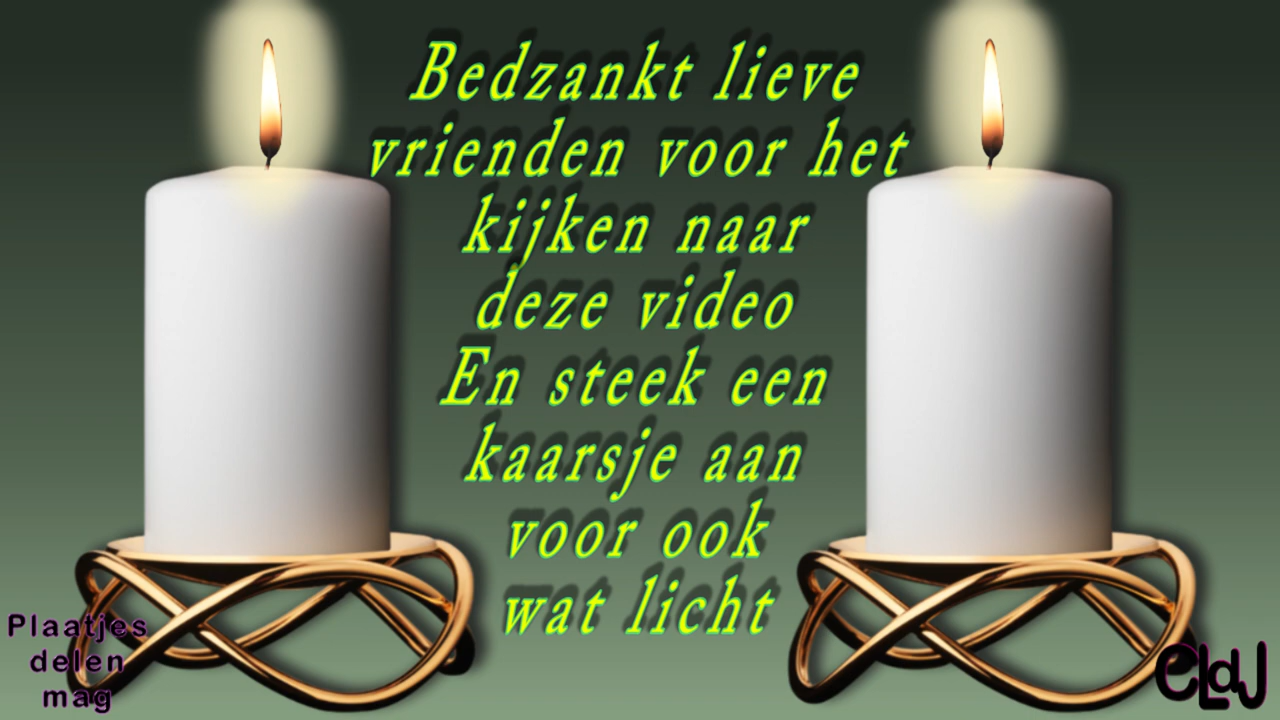 Bedzankt lieve
vrienden voor het
kijken naar
deze video
En steek een
kaarsje aan
voor ook
wat licht
Plaatjes
delen
mag
eLdJ